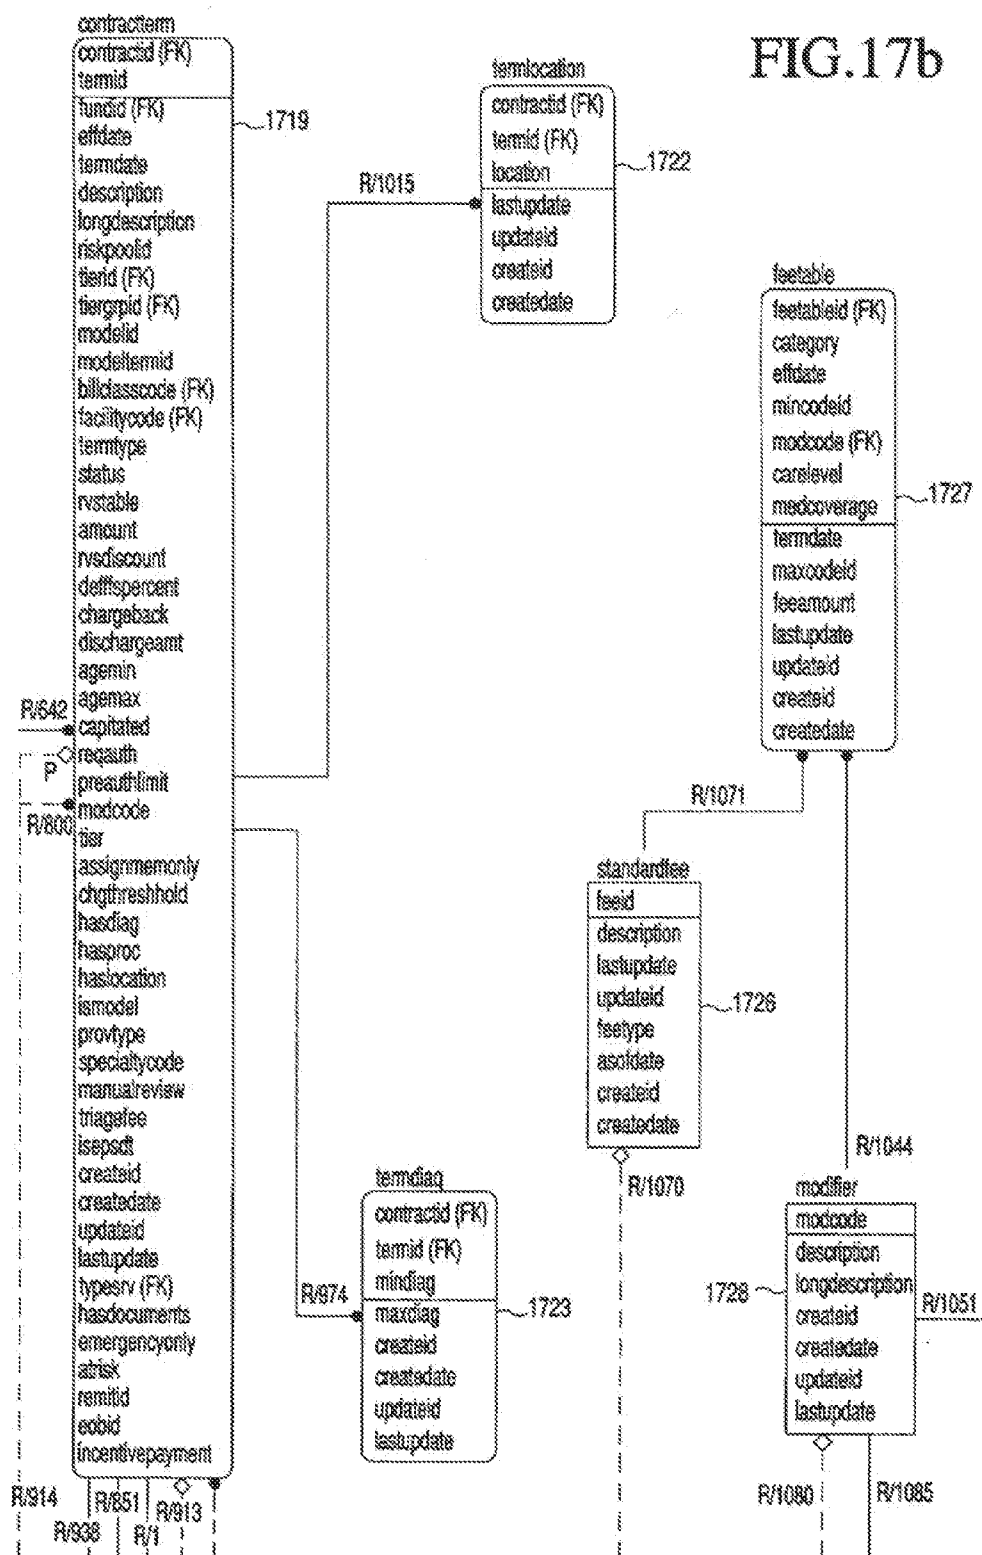 FIG.17b
contractterm
contractid (FK)
termid
fundid (FK)
effdate
termdate
description
longdescription
riskpoolid
tierid (FK)
tiergrpid (FK)
modelid
modeltermid
billclasscode (FK)
facilitycode (FK)
termtype
status
rvstable
amount
rvsdiscount
defffspercent
chargeback
dischargeamt
agemin
agemax
capitated
reqauth
preauthlimit
modcode
tier
assignmemonly
chgthreshhold
hasdiag
hasproc
haslocation
ismodel
provtype
specialtycode
manualreview
triagefee
isepsdt
createid
createdate
updateid
lastupdate
typesrv (FK)
hasdocuments
emergencyonly
atrisk
remitid
eobid
incentivepayment
1719
R/642
P
R/800
R/914
R/938
R/851
R/1
R/913
R/1015
termlocation
contractid (FK)
termid (FK)
location
lastupdate
updateid
createid
createdate
1722
R/974
termdiag
contractid (FK)
termid (FK)
mindiag
maxdiag
createid
createdate
updateid
lastupdate
1723
feetable
feetableid (FK)
category
effdate
mincodeid
modcode (FK)
carelevel
medcoverage
termdate
maxcodeid
feeamount
lastupdate
updateid
createid
createdate
1727
R/1071
standardfee
feeid
description
lastupdate
updateid
feetype
asofdate
createid
createdate
1726
R/1070
R/1044
modifier
modcode
description
longdescription
createid
createdate
updateid
lastupdate
1728
R/1051
R/1080
R/1085